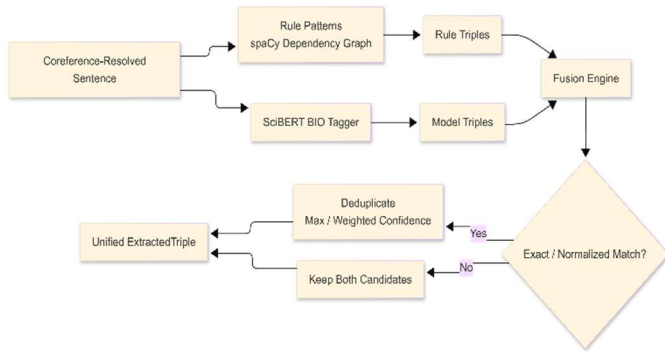 Coreference-Resolved
Sentence
Rule Patterns
spaCy Dependency Graph
Rule Triples
SciBERT BIO Tagger
Model Triples
Fusion Engine
Exact / Normalized Match?
Yes
No
Deduplicate
Max / Weighted Confidence
Keep Both Candidates
Unified ExtractedTriple